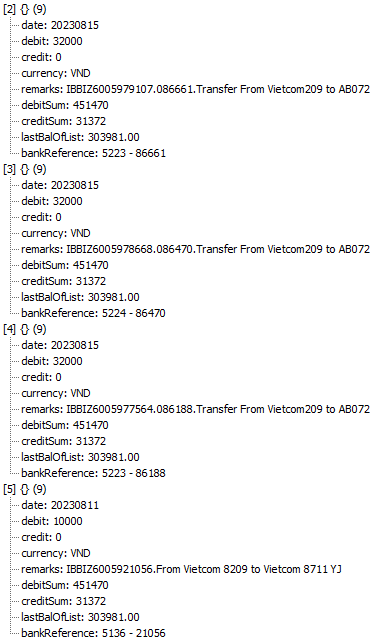 [2] {} (9)
date: 20230815
debit: 32000
credit: 0
currency: VND
remarks: IBBIZ6005979107.086661.Transfer From Vietcom209 to AB072
debitSum: 451470
creditSum: 31372
lastBalOfList: 303981.00
bankReference: 5223 - 86661
[3] {} (9)
date: 20230815
debit: 32000
credit: 0
currency: VND
remarks: IBBIZ6005978668.086470.Transfer From Vietcom209 to AB072
debitSum: 451470
creditSum: 31372
lastBalOfList: 303981.00
bankReference: 5224 - 86470
[4] {} (9)
date: 20230815
debit: 32000
credit: 0
currency: VND
remarks: IBBIZ6005977564.086188.Transfer From Vietcom209 to AB072
debitSum: 451470
creditSum: 31372
lastBalOfList: 303981.00
bankReference: 5223 - 86188
[5] {} (9)
date: 20230811
debit: 10000
credit: 0
currency: VND
remarks: IBBIZ6005921056.From Vietcom 8209 to Vietcom 8711 YJ
debitSum: 451470
creditSum: 31372
lastBalOfList: 303981.00
bankReference: 5136 - 21056